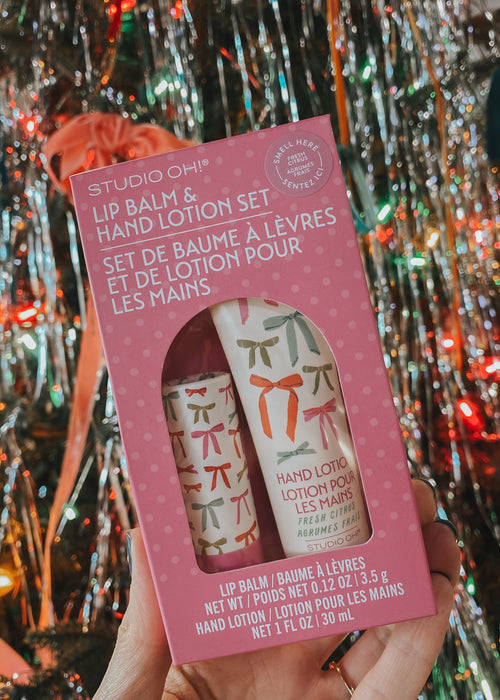 STUDIO OH!®
LIP BALM &
HAND LOTION SET
SET DE BAUME À LÈVRES
ET DE LOTION POUR
LES MAINS
SMELL HERE
FRESH CITRUS
AGRUMES FRAIS
SENTEZ ICI
HAND LOTIO
LOTION POUR
LES MAINS
FRESH CITRUS
AGRUMES FRAIS
STUDIO OH!
LIP BALM / BAUME À LÈVRES
NET WT / POIDS NET 0.12 OZ | 3.5 g
HAND LOTION / LOTION POUR LES MAINS
NET 1 FL OZ | 30 mL